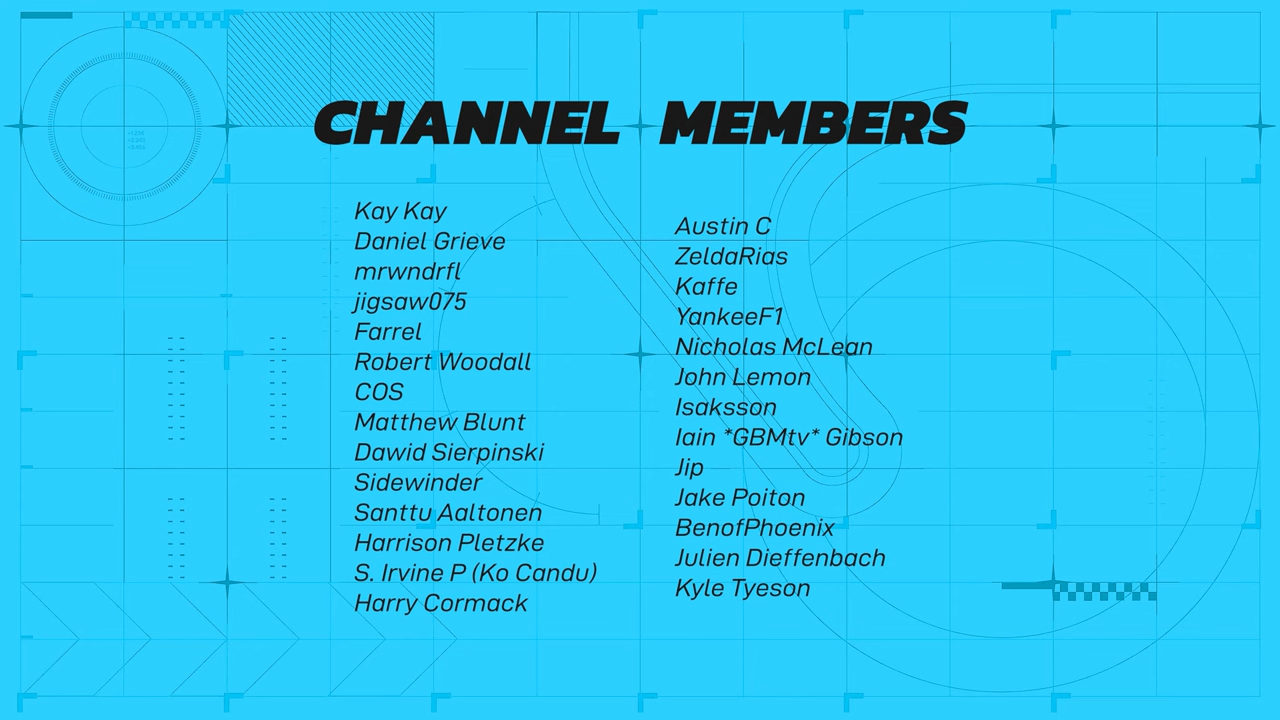 CHANNEL MEMBERS
Kay Kay
Daniel Grieve
mrwndrfl
jigsaw075
Farrel
Robert Woodall
COS
Matthew Blunt
Dawid Sierpinski
Sidewinder
Santtu Aaltonen
Harrison Pletzke
S. Irvine P (Ko Candu)
Harry Cormack
Austin C
ZeldaRias
Kaffe
YankeeF1
Nicholas McLean
John Lemon
Isaksson
Iain *GBMtv* Gibson
Jip
Jake Poiton
BenofPhoenix
Julien Dieffenbach
Kyle Tyeson